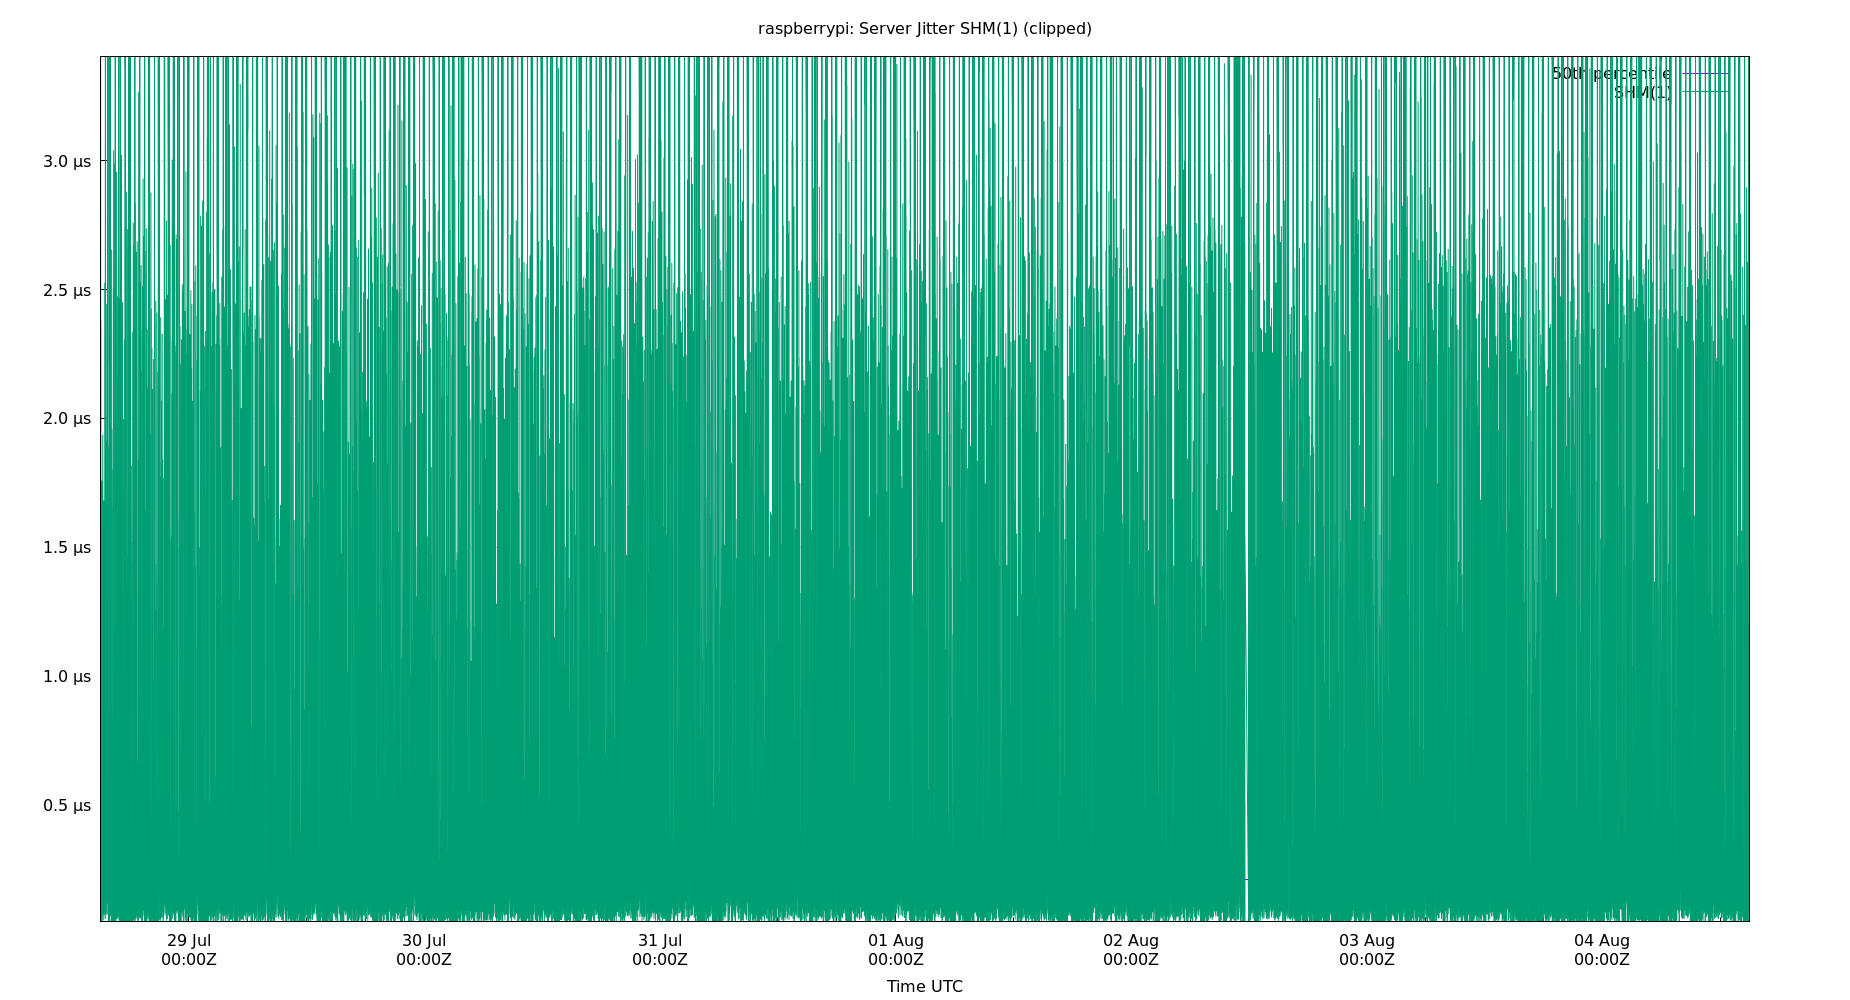 raspberrypi: Server Jitter SHM(1) (clipped)
50th percentile
SHM(1)
3.0 µs
2.5 µs
2.0 µs
1.5 µs
1.0 µs
0.5 µs
29 Jul 30 Jul 31 Jul 01 Aug 02 Aug 03 Aug 04 Aug
00:00Z 00:00Z 00:00Z 00:00Z 00:00Z 00:00Z 00:00Z
Time UTC